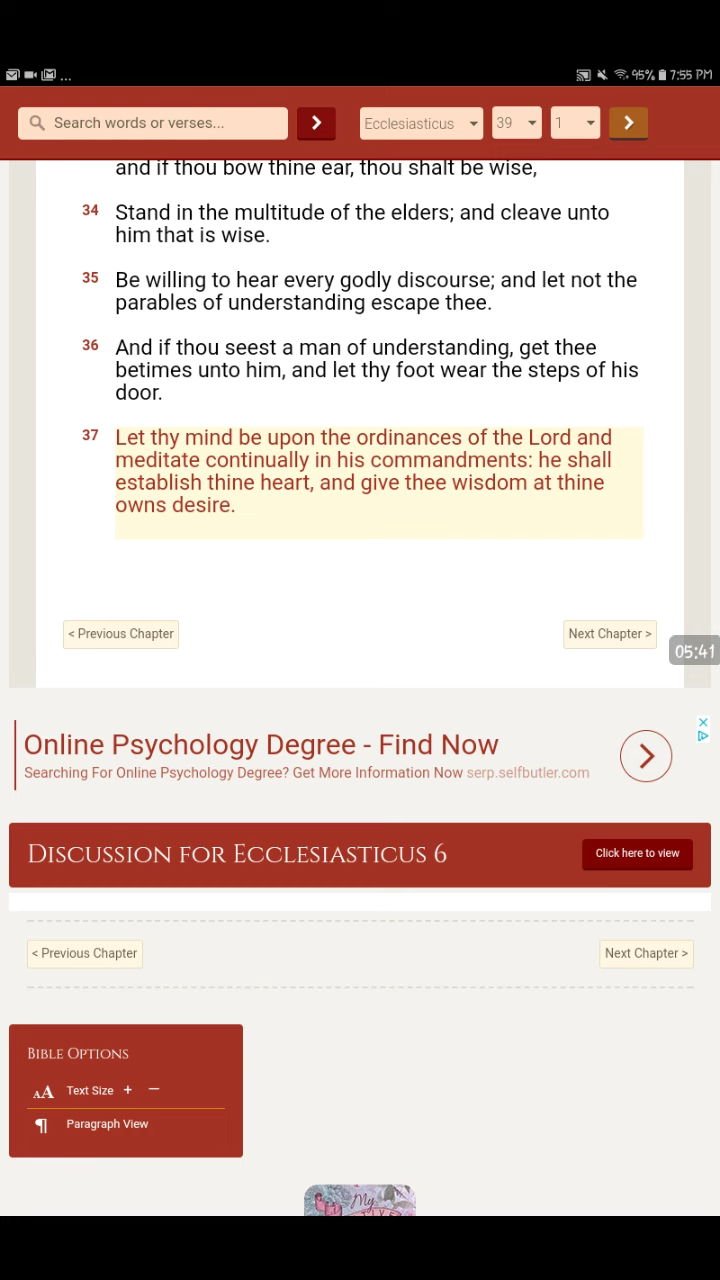 ... 95% 7:55 PM
Search words or verses... Ecclesiasticus 39 1
and if thou bow thine ear, thou shalt be wise,
34 Stand in the multitude of the elders; and cleave unto
him that is wise.
35 Be willing to hear every godly discourse; and let not the
parables of understanding escape thee.
36 And if thou seest a man of understanding, get thee
betimes unto him, and let thy foot wear the steps of his
door.
37 Let thy mind be upon the ordinances of the Lord and
meditate continually in his commandments: he shall
establish thine heart, and give thee wisdom at thine
owns desire.
< Previous Chapter Next Chapter >
05:41
Online Psychology Degree - Find Now
Searching For Online Psychology Degree? Get More Information Now serp.selfbutler.com
Discussion for Ecclesiasticus 6 Click here to view
< Previous Chapter Next Chapter >
Bible Options
AA Text Size + −
¶ Paragraph View
My